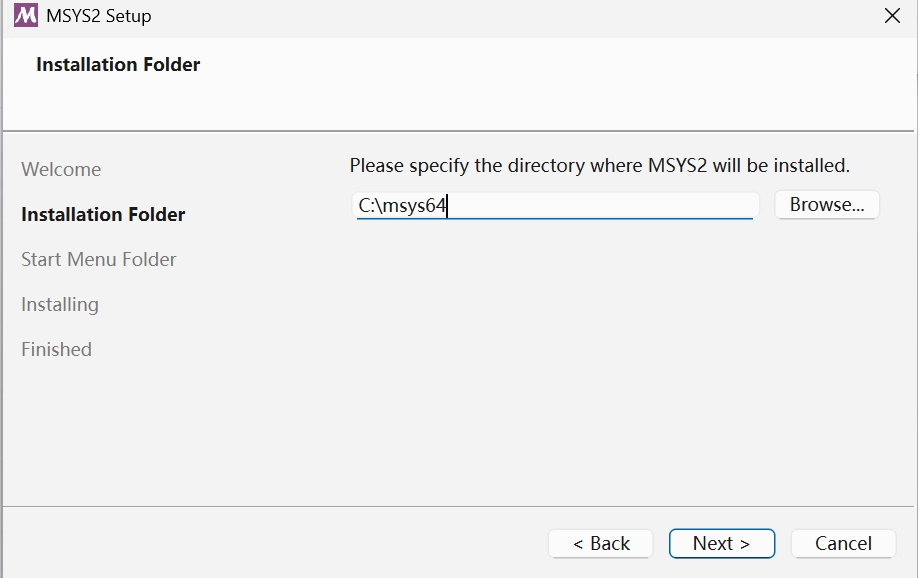 MSYS2 Setup
Installation Folder
Welcome
Installation Folder
Start Menu Folder
Installing
Finished
Please specify the directory where MSYS2 will be installed.
C:\msys64
Browse...
< Back
Next >
Cancel